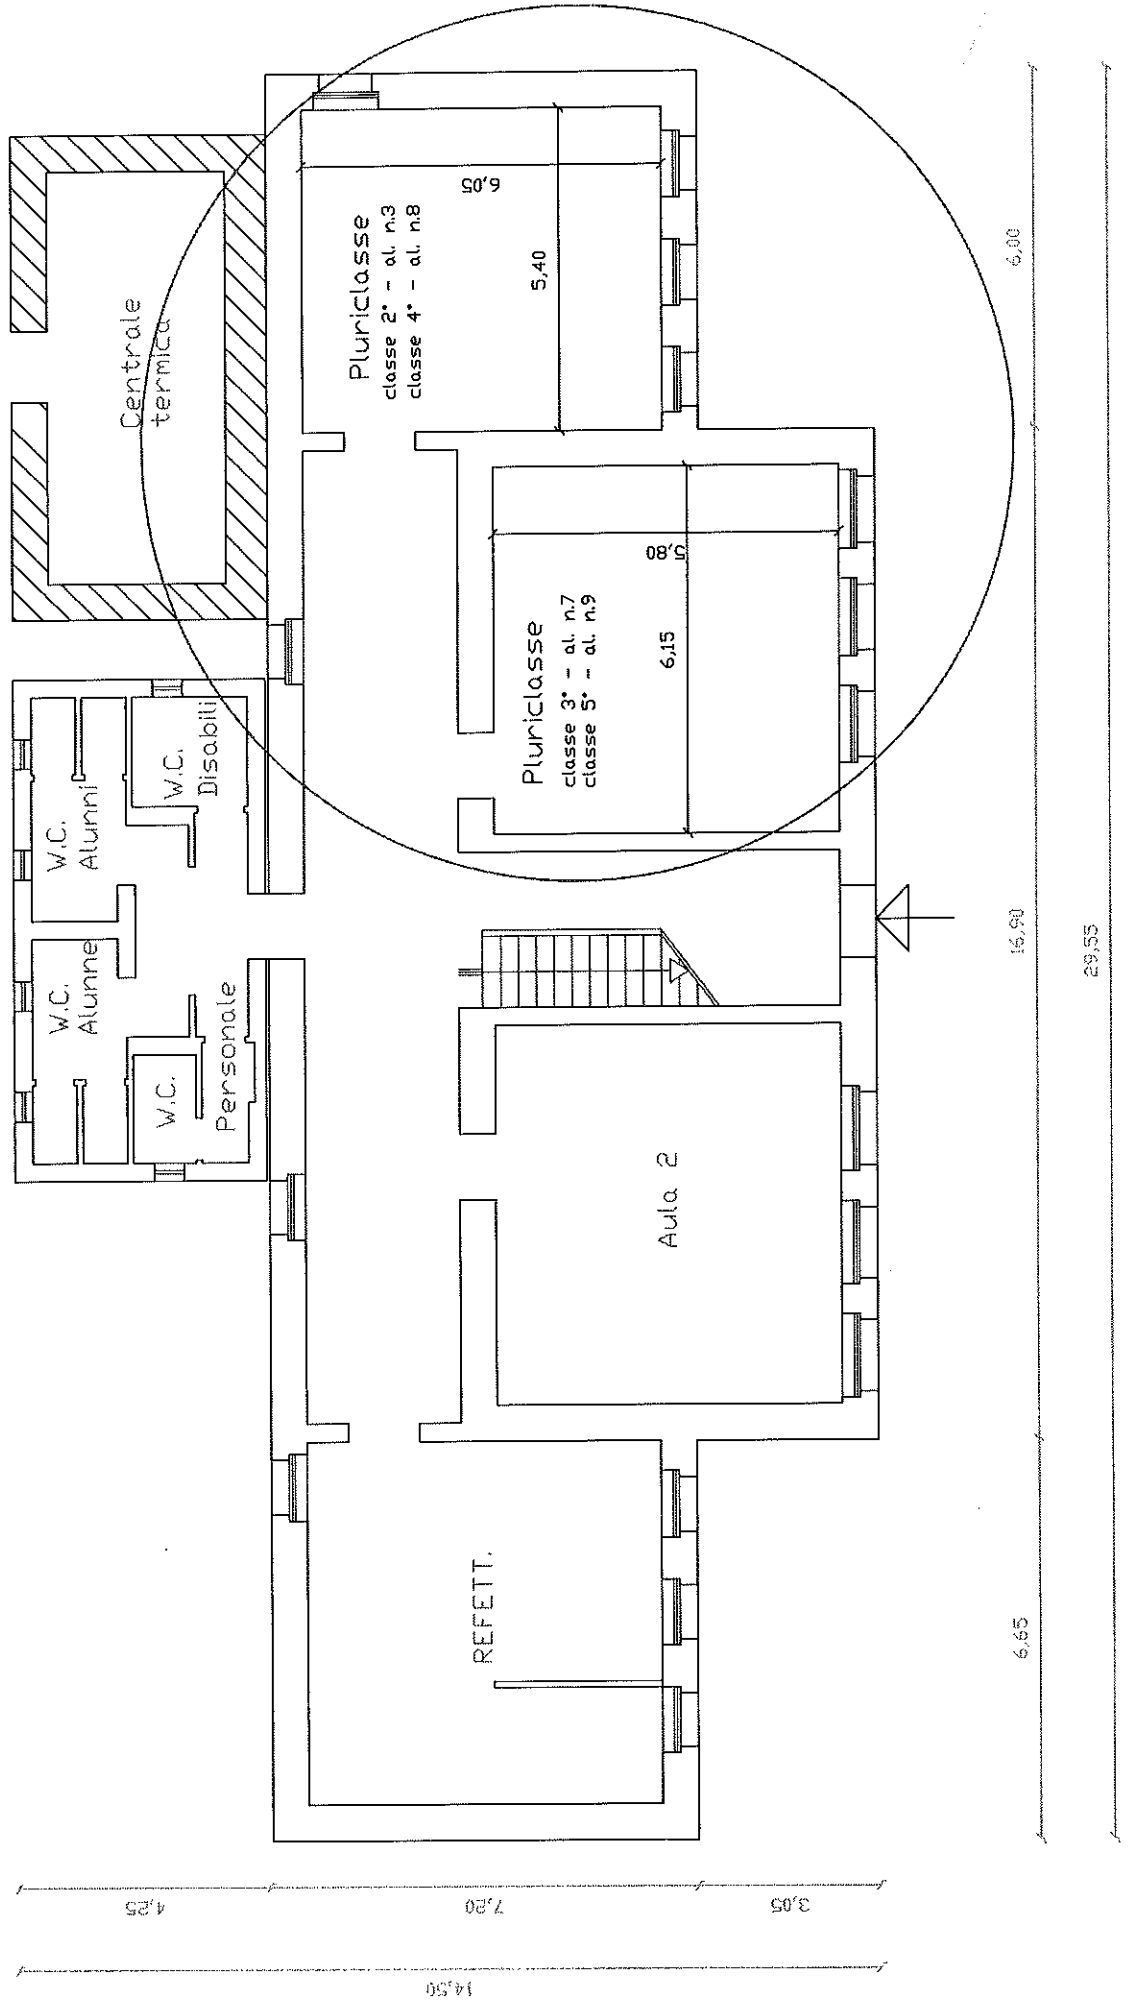 Centrale
termica
Pluriclasse
classe 2° - al. n.3
classe 4° - al. n.8
6,05
5,40
Pluriclasse
classe 3° - al. n.7
classe 5° - al. n.9
5,80
6,15
W.C.
Alunni
W.C.
Disabili
W.C.
Alunne
W.C.
Personale
Aula 2
REFETT.
6,00
16,90
6,65
29,55
4,25
7,20
3,05
14,50